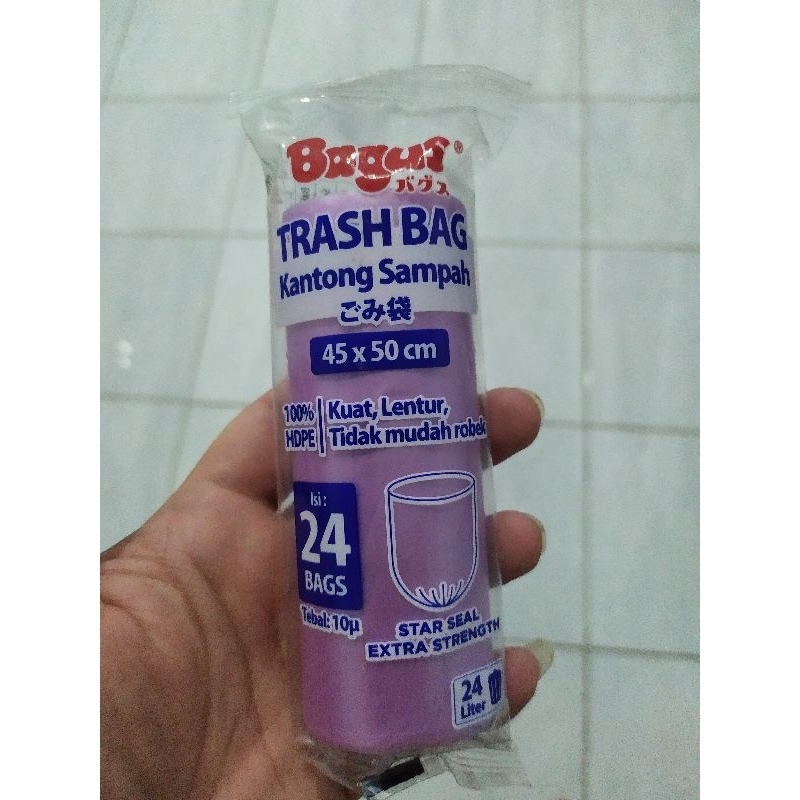 Bagus®
バグス
TRASH BAG
Kantong Sampah
ごみ袋
45 x 50 cm
100%
HDPE
Kuat, Lentur,
Tidak mudah robek
Isi :
24
BAGS
Tebal: 10µ
STAR SEAL
EXTRA STRENGTH
24
Liter